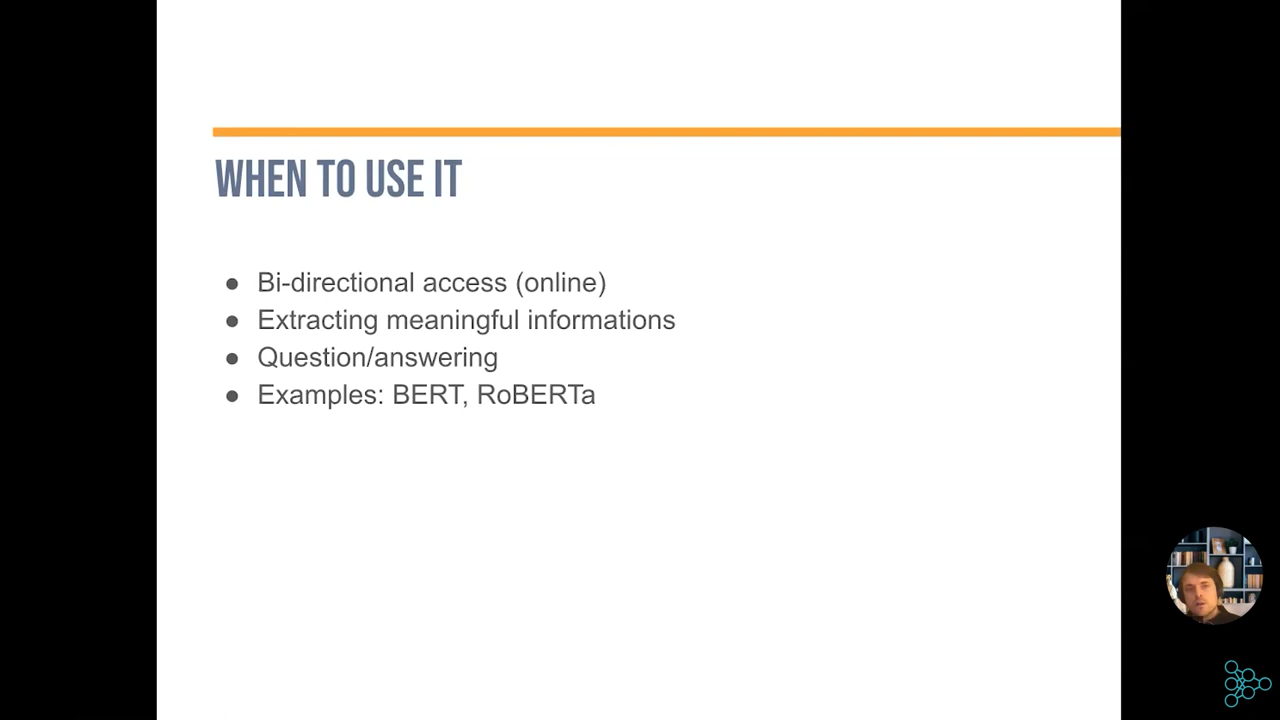 WHEN TO USE IT
● Bi-directional access (online)
● Extracting meaningful informations
● Question/answering
● Examples: BERT, RoBERTa